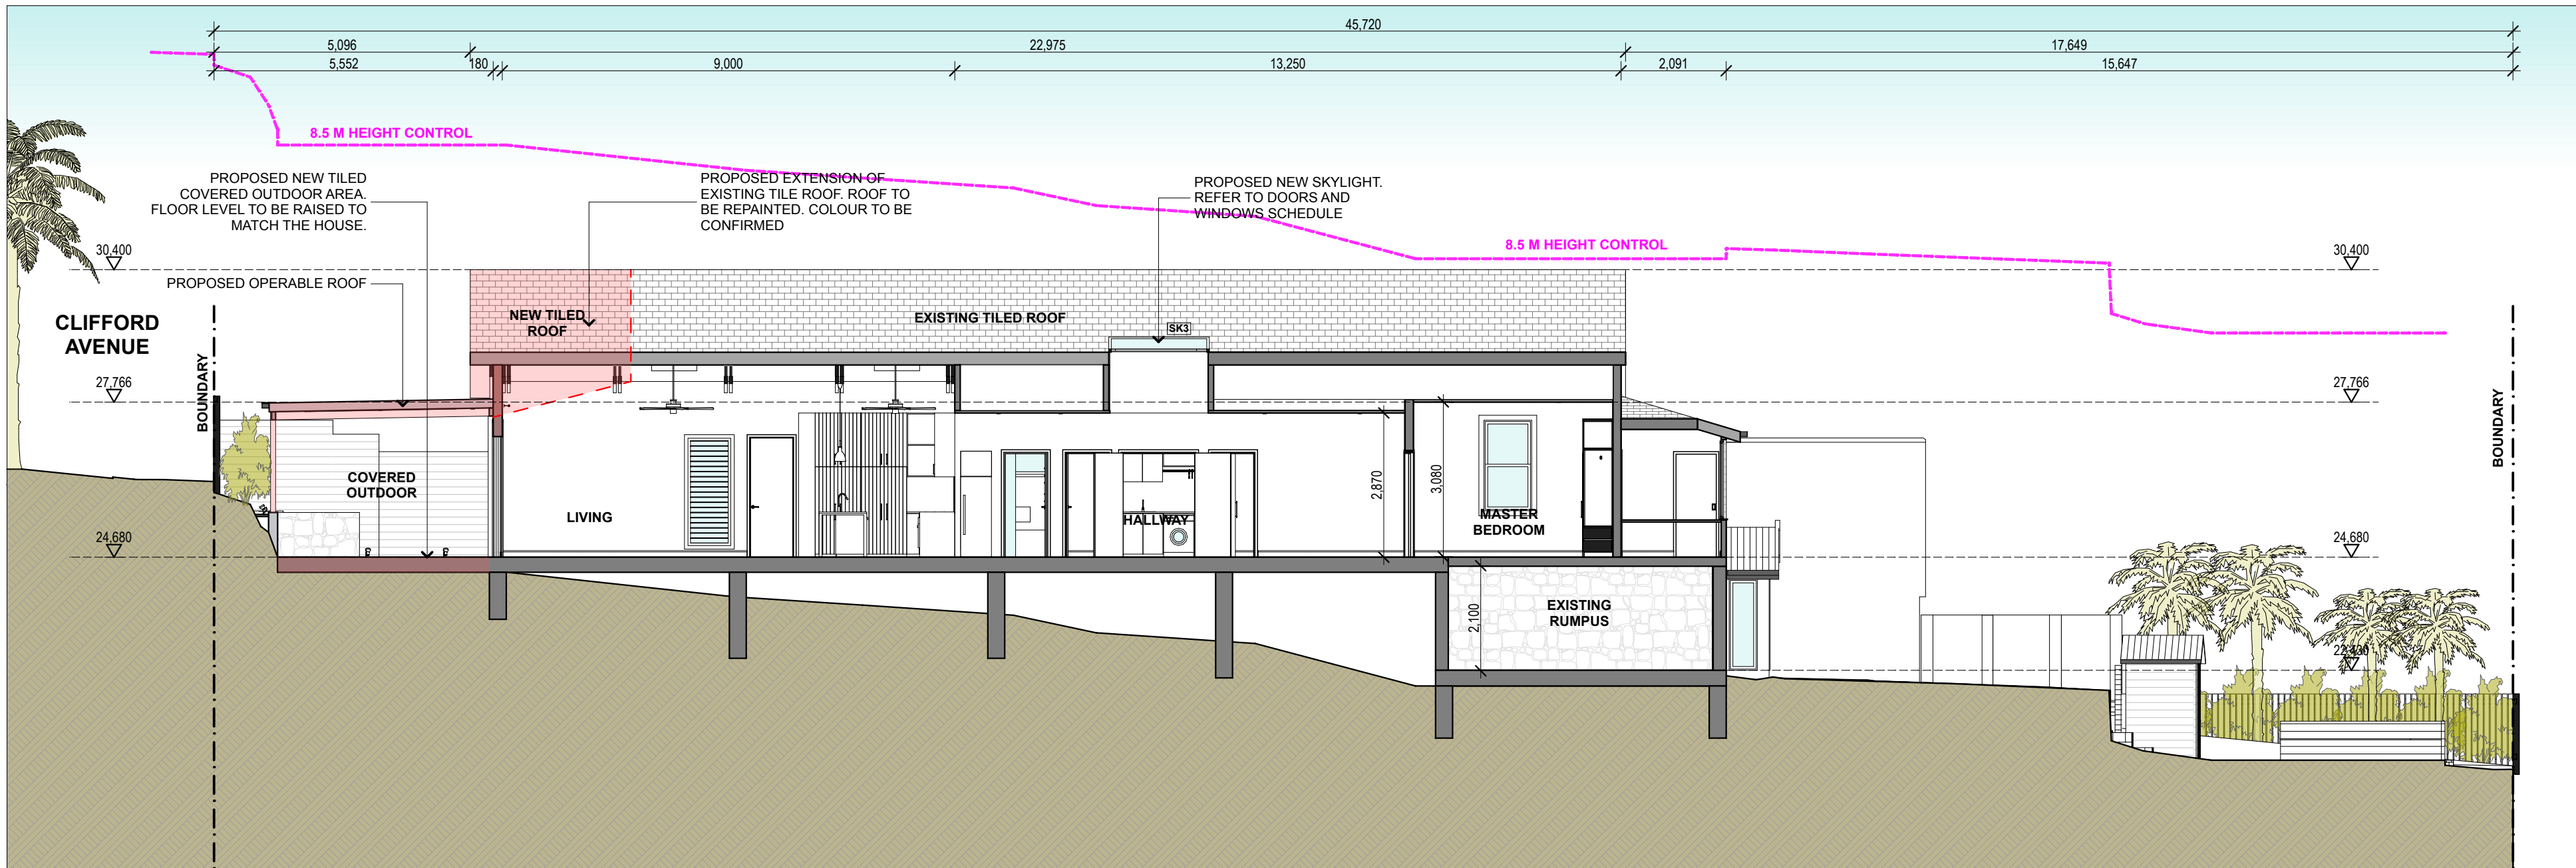 45,720
5,096
22,975
17,649
5,552
180
9,000
13,250
2,091
15,647
8.5 M HEIGHT CONTROL
PROPOSED NEW TILED
COVERED OUTDOOR AREA.
FLOOR LEVEL TO BE RAISED TO
MATCH THE HOUSE.
PROPOSED EXTENSION OF
EXISTING TILE ROOF. ROOF TO
BE REPAINTED. COLOUR TO BE
CONFIRMED
PROPOSED NEW SKYLIGHT.
REFER TO DOORS AND
WINDOWS SCHEDULE
8.5 M HEIGHT CONTROL
30,400
30,400
PROPOSED OPERABLE ROOF
CLIFFORD
AVENUE
NEW TILED
ROOF
EXISTING TILED ROOF
SK3
BOUNDARY
27,766
27,766
BOUNDARY
COVERED
OUTDOOR
LIVING
HALLWAY
2,870
3,080
MASTER
BEDROOM
24,680
24,680
2,100
EXISTING
RUMPUS
22,430